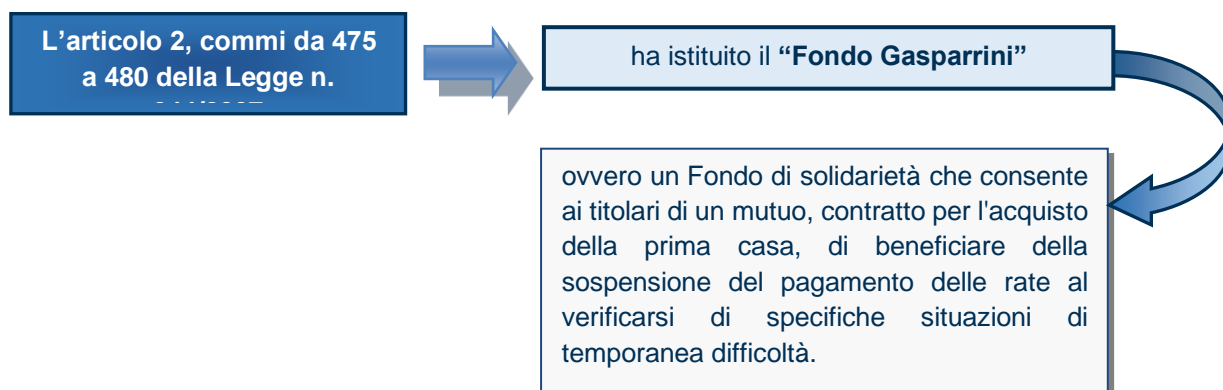 L’articolo 2, commi da 475
a 480 della Legge n.
ha istituito il “Fondo Gasparrini”
ovvero un Fondo di solidarietà che consente
ai titolari di un mutuo, contratto per l'acquisto
della prima casa, di beneficiare della
sospensione del pagamento delle rate al
verificarsi di specifiche situazioni di
temporanea difficoltà.